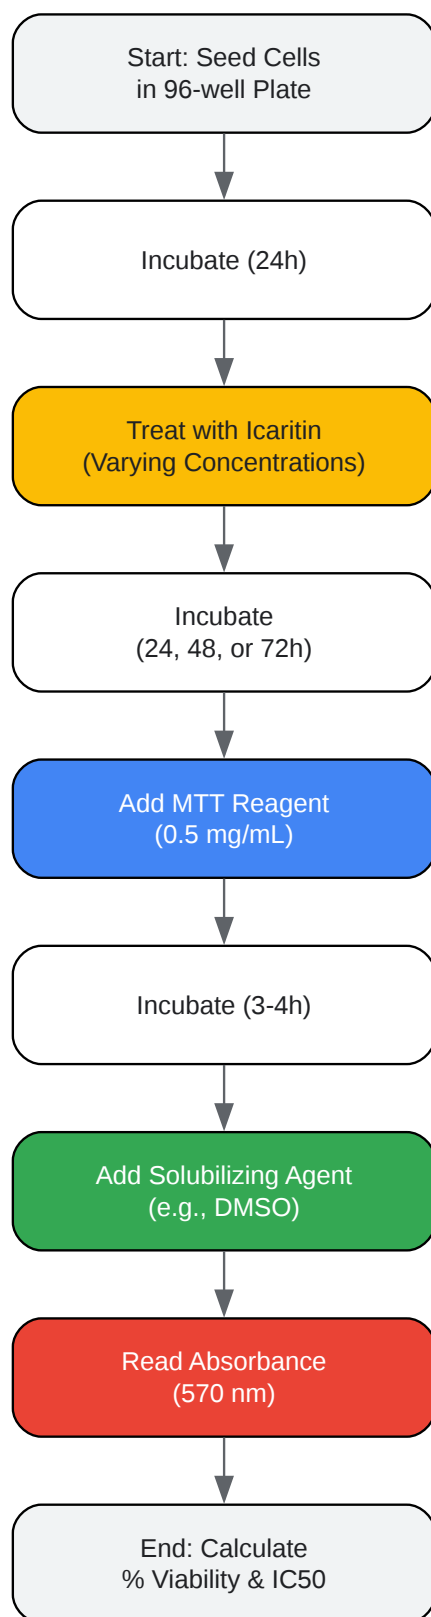 Start: Seed Cells
in 96-well Plate
Incubate (24h)
Treat with Icaritin
(Varying Concentrations)
Incubate
(24, 48, or 72h)
Add MTT Reagent
(0.5 mg/mL)
Incubate (3-4h)
Add Solubilizing Agent
(e.g., DMSO)
Read Absorbance
(570 nm)
End: Calculate
% Viability & IC50